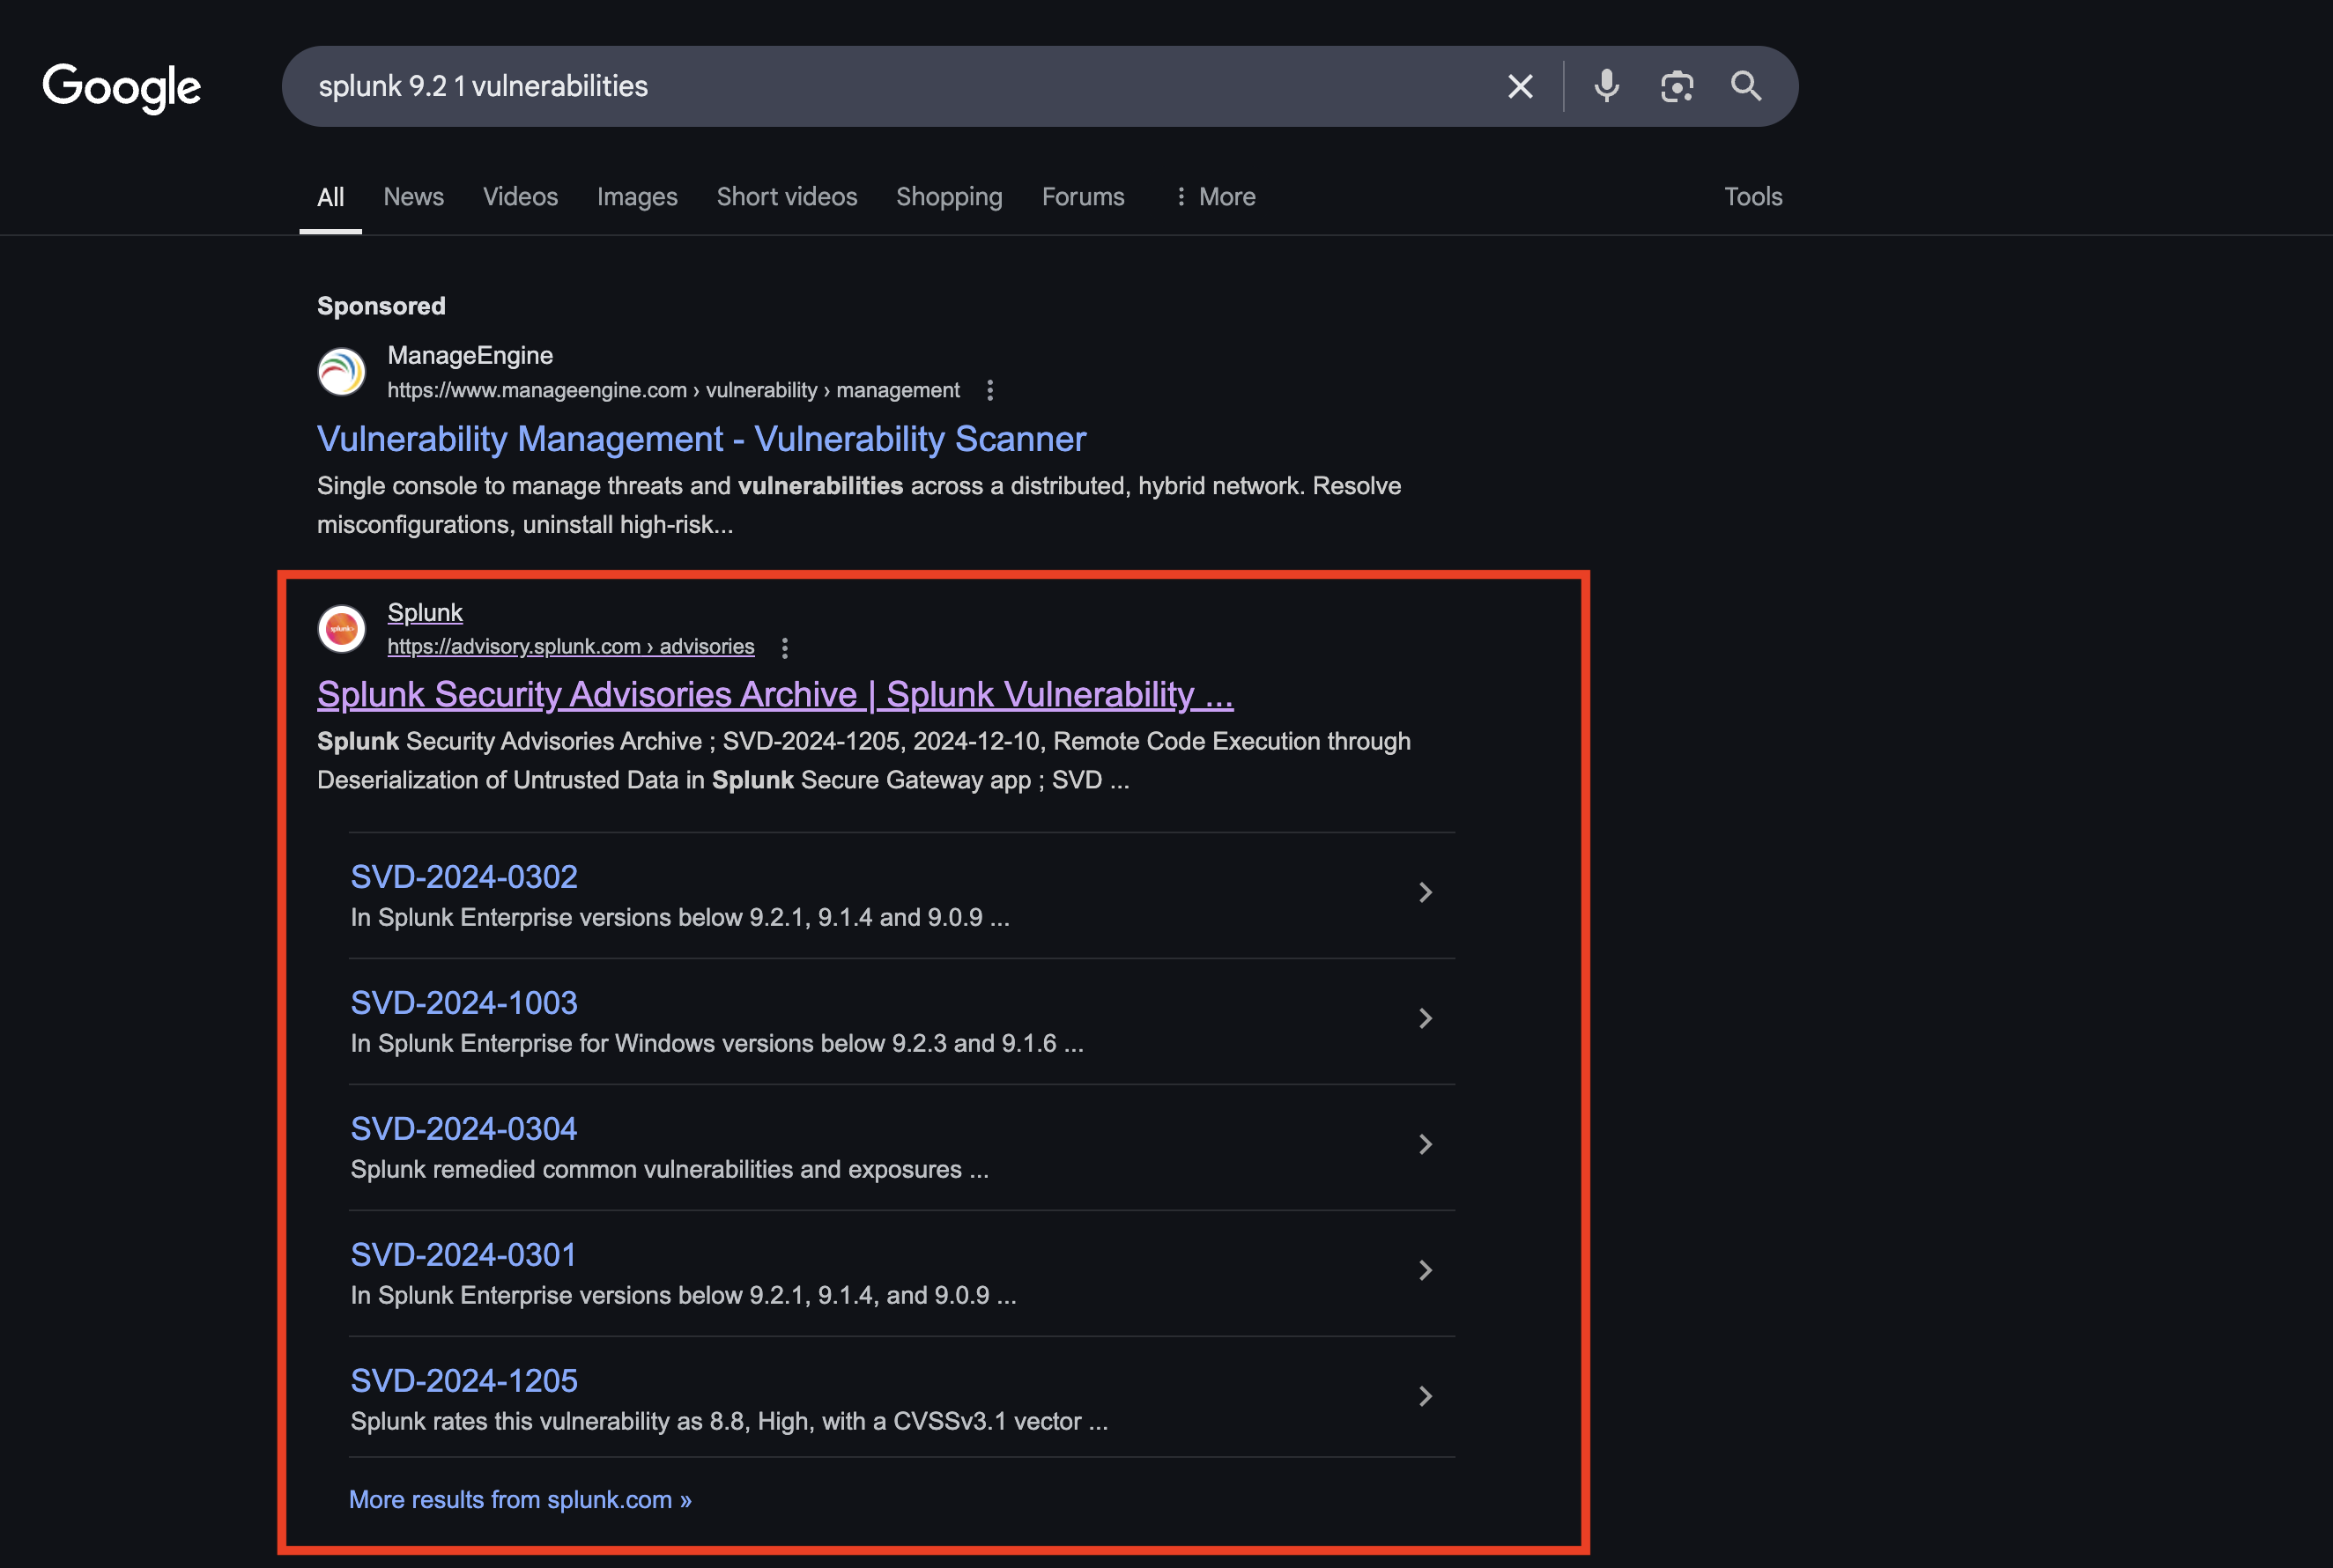 Google
splunk 9.2 1 vulnerabilities
All News Videos Images Short videos Shopping Forums More Tools
Sponsored
ManageEngine
https://www.manageengine.com › vulnerability › management
Vulnerability Management - Vulnerability Scanner
Single console to manage threats and vulnerabilities across a distributed, hybrid network. Resolve
misconfigurations, uninstall high-risk...
splunk>
Splunk
https://advisory.splunk.com › advisories
Splunk Security Advisories Archive | Splunk Vulnerability ...
Splunk Security Advisories Archive ; SVD-2024-1205, 2024-12-10, Remote Code Execution through
Deserialization of Untrusted Data in Splunk Secure Gateway app ; SVD ...
SVD-2024-0302
In Splunk Enterprise versions below 9.2.1, 9.1.4 and 9.0.9 ...
SVD-2024-1003
In Splunk Enterprise for Windows versions below 9.2.3 and 9.1.6 ...
SVD-2024-0304
Splunk remedied common vulnerabilities and exposures ...
SVD-2024-0301
In Splunk Enterprise versions below 9.2.1, 9.1.4, and 9.0.9 ...
SVD-2024-1205
Splunk rates this vulnerability as 8.8, High, with a CVSSv3.1 vector ...
More results from splunk.com »